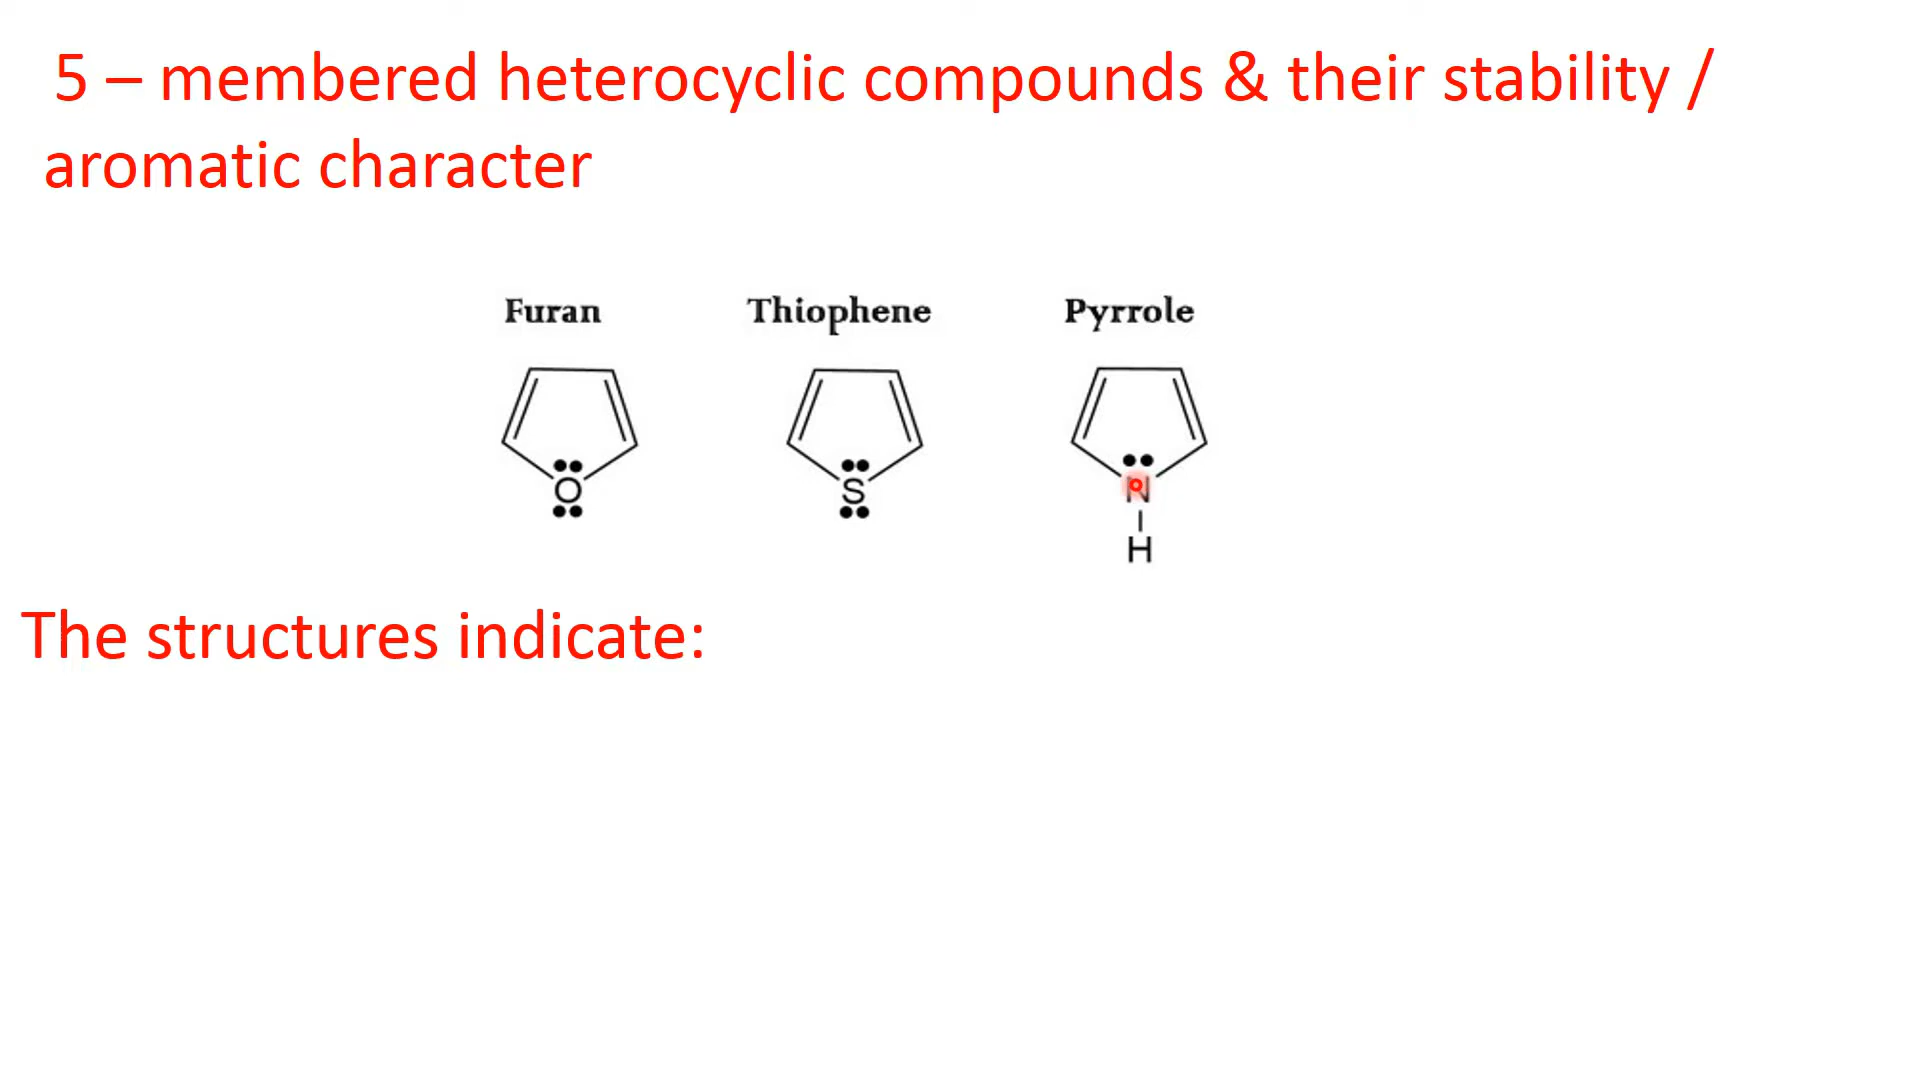 5 – membered heterocyclic compounds & their stability /
aromatic character
Furan Thiophene Pyrrole
O S N
H
The structures indicate: